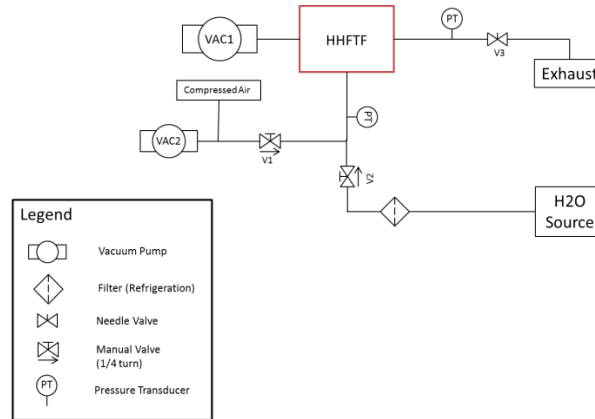 PT
VAC1
HHFTF
V3
Exhaust
Compressed Air
PT
VAC2
V1
V2
H2O
Source
Legend
Vacuum Pump
Filter (Refrigeration)
Needle Valve
Manual Valve
(1/4 turn)
PT
Pressure Transducer